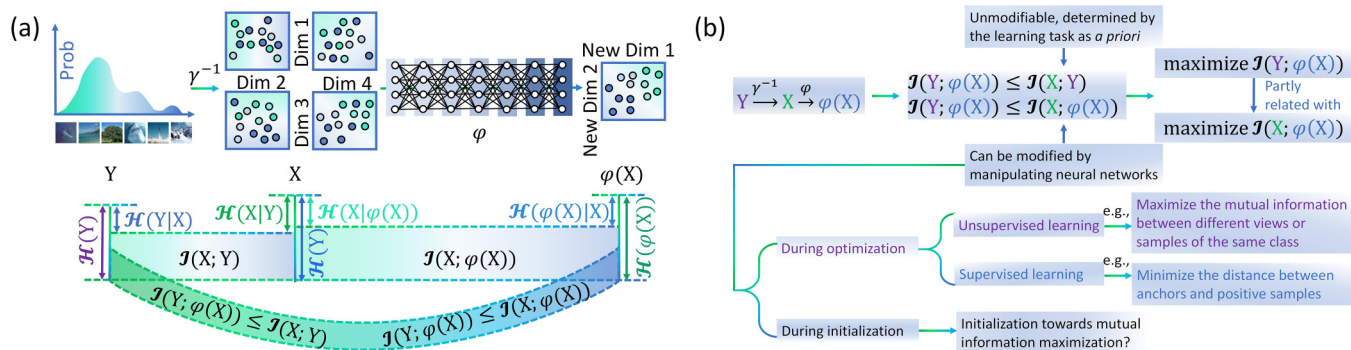 (a)
Prob
γ⁻¹
Dim 1
Dim 2
Dim 4
Dim 3
φ
New Dim 1
New Dim 2
Y
X
φ(X)
ℋ(Y)
ℋ(Y|X)
ℋ(X|Y)
ℋ(Y)
ℋ(X|φ(X))
ℋ(φ(X)|X)
ℋ(φ(X))
𝓘(X; Y)
𝓘(X; φ(X))
𝓘(Y; φ(X)) ≤ 𝓘(X; Y)
𝓘(Y; φ(X)) ≤ 𝓘(X; φ(X))
(b)
Unmodifiable, determined by
the learning task as a priori
Y γ⁻¹→ X φ→ φ(X)
𝓘(Y; φ(X)) ≤ 𝓘(X; Y)
𝓘(Y; φ(X)) ≤ 𝓘(X; φ(X))
maximize 𝓘(Y; φ(X))
Partly
related with
maximize 𝓘(X; φ(X))
Can be modified by
manipulating neural networks
During optimization
Unsupervised learning
e.g.,
Maximize the mutual information
between different views or
samples of the same class
Supervised learning
e.g.,
Minimize the distance between
anchors and positive samples
During initialization
Initialization towards mutual
information maximization?